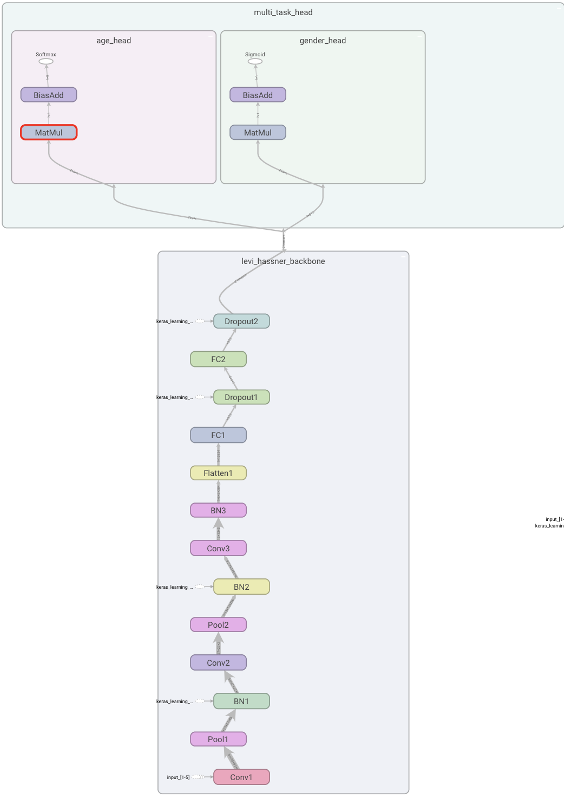 multi_task_head
age_head
gender_head
Softmax
Sigmoid
BiasAdd
BiasAdd
MatMul
MatMul
levi_hassner_backbone
keras_learning_...
Dropout2
FC2
keras_learning_...
Dropout1
FC1
Flatten1
BN3
Conv3
keras_learning_...
BN2
Pool2
Conv2
keras_learning_...
BN1
Pool1
input_[1-5]
Conv1
input_[1-
keras_learnin